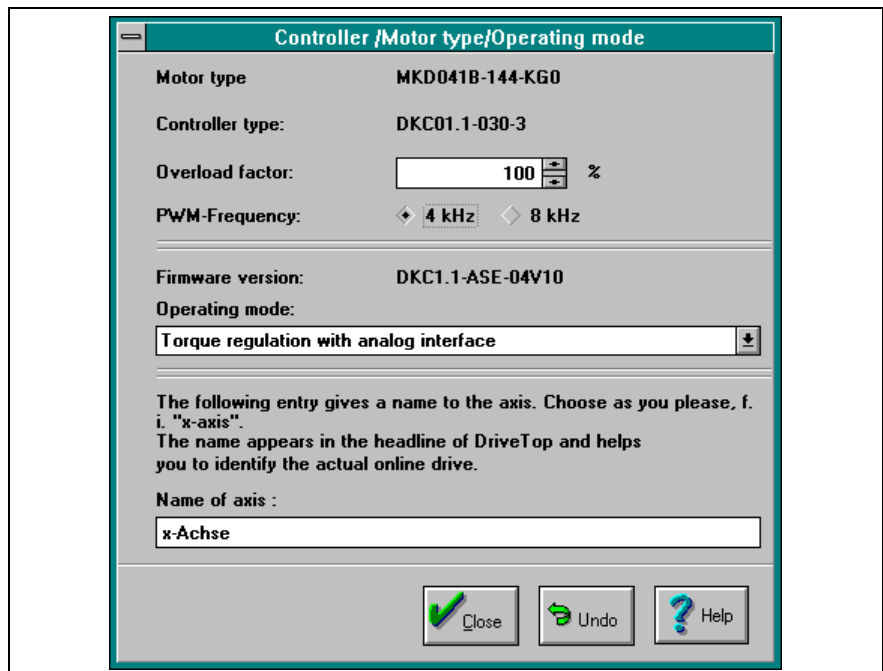 Controller /Motor type/Operating mode
Motor type MKD041B-144-KG0
Controller type: DKC01.1-030-3
Overload factor: 100 %
PWM-Frequency: 4 kHz 8 kHz
Firmware version: DKC1.1-ASE-04V10
Operating mode:
Torque regulation with analog interface
The following entry gives a name to the axis. Choose as you please, f.
i. "x-axis".
The name appears in the headline of DriveTop and helps
you to identify the actual online drive.
Name of axis :
x-Achse
Close Undo Help